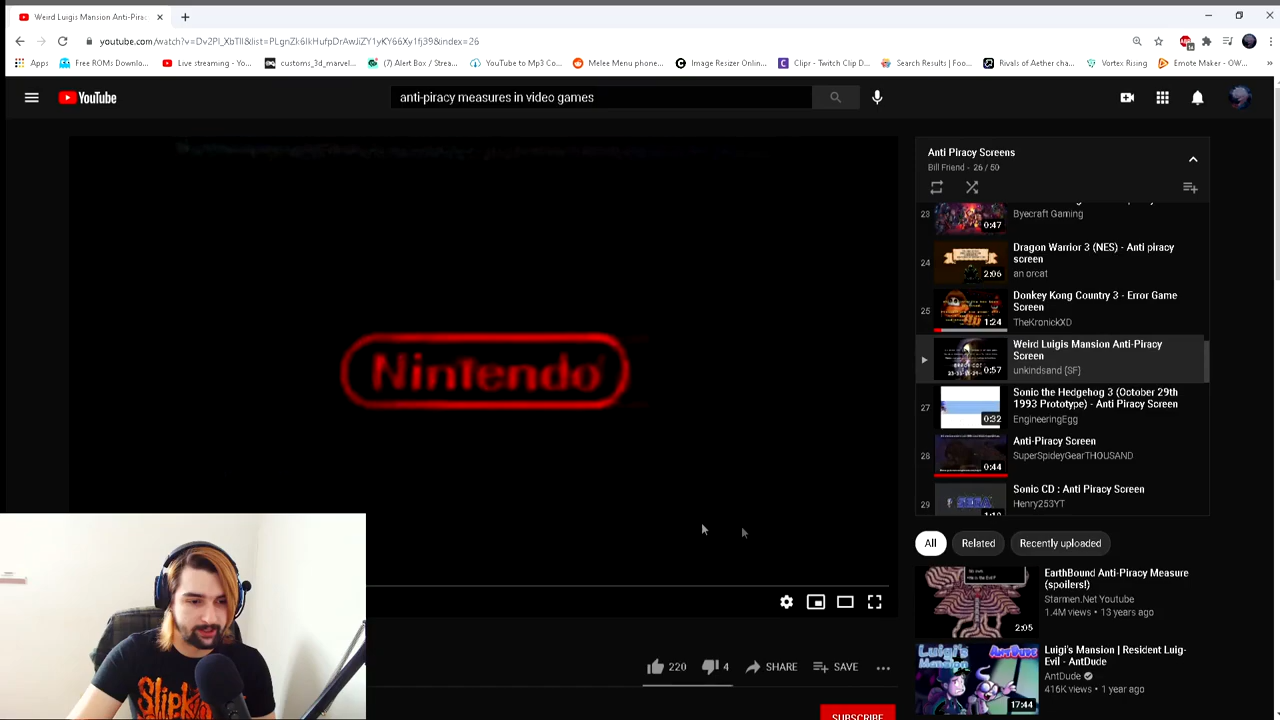 Weird Luigis Mansion Anti-Pirac
youtube.com/watch?v=Dv2PI_XbTlI&list=PLgnZk6lkHufpDrAwJiZY1yKY66Xy1fj39&index=26
Apps
Free ROMs Downlo...
Live streaming - Yo...
customs_3d_marvel...
(7) Alert Box / Strea...
YouTube to Mp3 Co...
Melee Menu phone...
Image Resizer Onlin...
Clipr - Twitch Clip D...
Search Results | Foo...
Rivals of Aether cha...
Vortex Rising
Emote Maker - OW...
YouTube
anti-piracy measures in video games
Nintendo
Anti Piracy Screens
Bill Friend - 26 / 50
23
0:47
Byecraft Gaming
24
2:06
Dragon Warrior 3 (NES) - Anti piracy
screen
an orcat
25
1:24
Donkey Kong Country 3 - Error Game
Screen
TheKronickXD
0:57
Weird Luigis Mansion Anti-Piracy
Screen
unkindsand {SF}
27
0:32
Sonic the Hedgehog 3 (October 29th
1993 Prototype) - Anti Piracy Screen
EngineeringEgg
28
0:44
Anti-Piracy Screen
SuperSpideyGearTHOUSAND
29
SEGA
Sonic CD : Anti Piracy Screen
Henry253YT
All
Related
Recently uploaded
2:05
EarthBound Anti-Piracy Measure
(spoilers!)
Starmen.Net Youtube
1.4M views • 13 years ago
Luigi's
Mansion
ANTDUDE
17:44
Luigi's Mansion | Resident Luig-
Evil - AntDude
AntDude
416K views • 1 year ago
220
4
SHARE
SAVE
SUBSCRIBE
Slipk